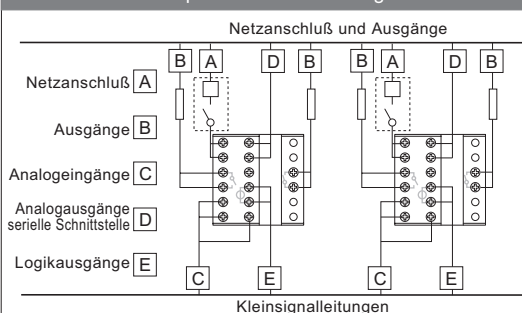 Netzanschluß und Ausgänge
B A D B B A D B
Netzanschluß A
Ausgänge B
Analogeingänge C
Analogausgänge
serielle Schnittstelle D
Logikausgänge E
C E C E
Kleinsignalleitungen